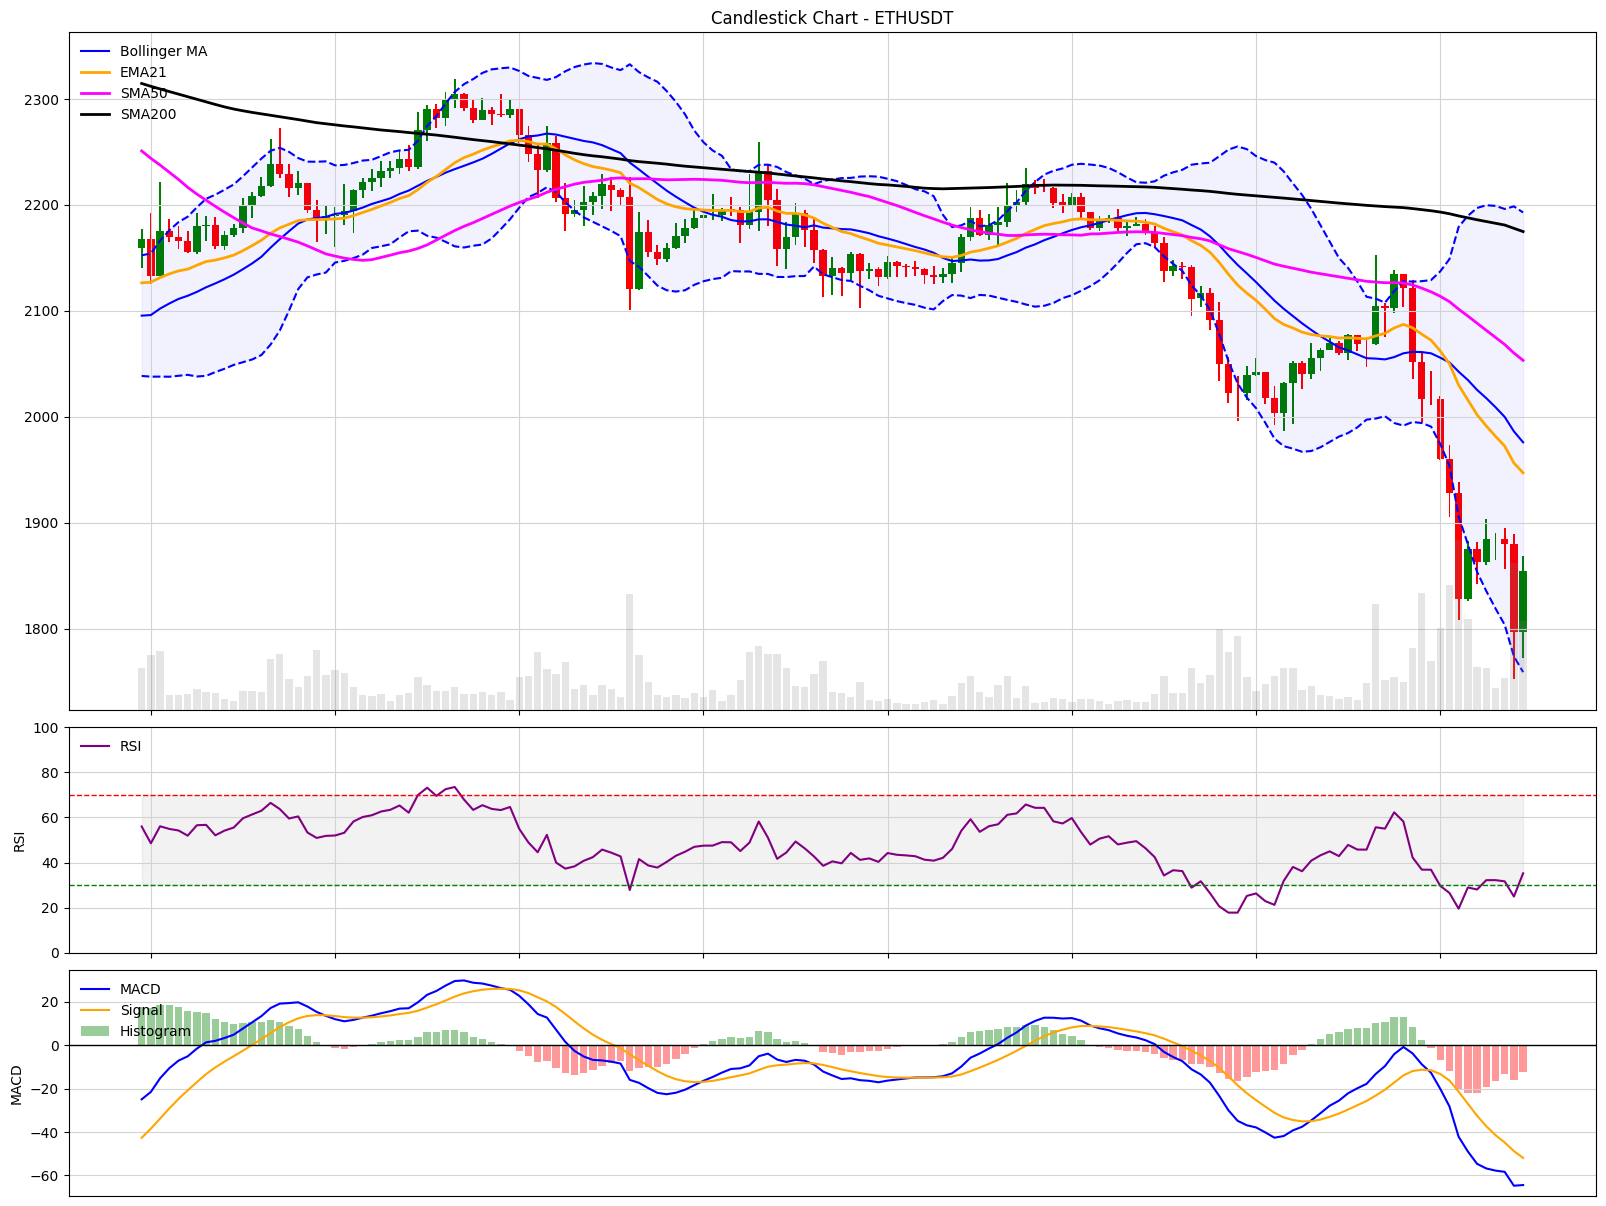 Candlestick Chart - ETHUSDT
Bollinger MA
EMA21
SMA50
SMA200
2300
2200
2100
2000
1900
1800
RSI
RSI
100
80
60
40
20
0
MACD
Signal
Histogram
MACD
20
0
−20
−40
−60